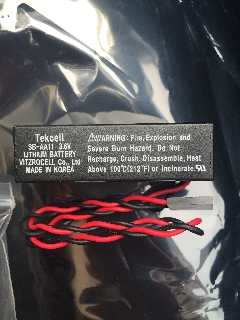 Tekcell
SB-AA11 3.6V
LITHIUM BATTERY
VITZROCELL Co., Ltd
MADE IN KOREA
⚠WARNING: Fire, Explosion and
Severe Burn Hazard. Do Not
Recharge, Crush, Disassemble, Heat
Above 100°C(212°F) or Incinerate.